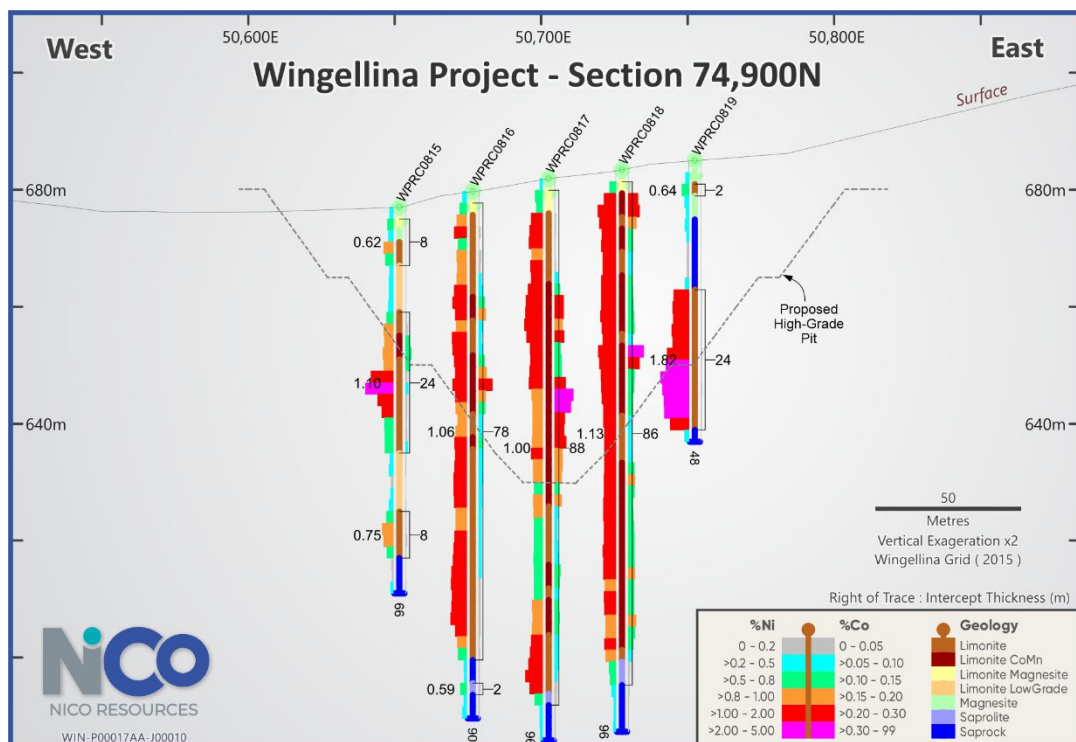 West
50,600E
50,700E
50,800E
East
Wingellina Project - Section 74,900N
Surface
WPRC0815
WPRC0816
WPRC0817
WPRC0818
WPRC0819
680m
680m
0.64
2
0.62
8
Proposed
High-Grade
Pit
1.10
24
1.82
24
640m
640m
1.06
78
1.00
88
1.13
86
48
0.75
8
50
Metres
Vertical Exageration x2
Wingellina Grid ( 2015 )
66
Right of Trace : Intercept Thickness (m)
%Ni
%Co
Geology
0 - 0.2
0 - 0.05
Limonite
>0.2 - 0.5
>0.05 - 0.10
Limonite CoMn
>0.5 - 0.8
>0.10 - 0.15
Limonite Magnesite
>0.8 - 1.00
>0.15 - 0.20
Limonite LowGrade
>1.00 - 2.00
>0.20 - 0.30
Magnesite
>2.00 - 5.00
>0.30 - 99
Saprolite
Saprock
0.59
2
96
NiCo
NICO RESOURCES
WIN-P00017AA-J00010